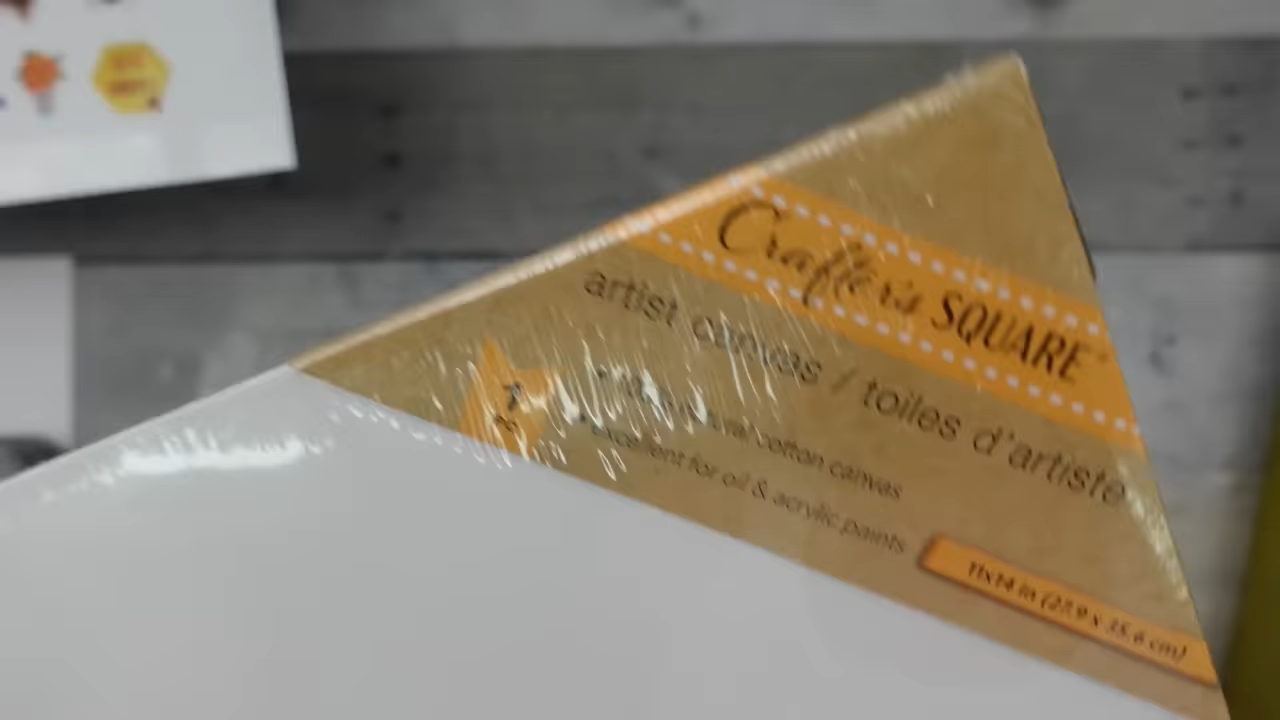 Crafter's SQUARE
artist canvas / toiles d'artiste
cotton canvas
excellent for oil & acrylic paints
11x14 in (27.9 x 35.6 cm)